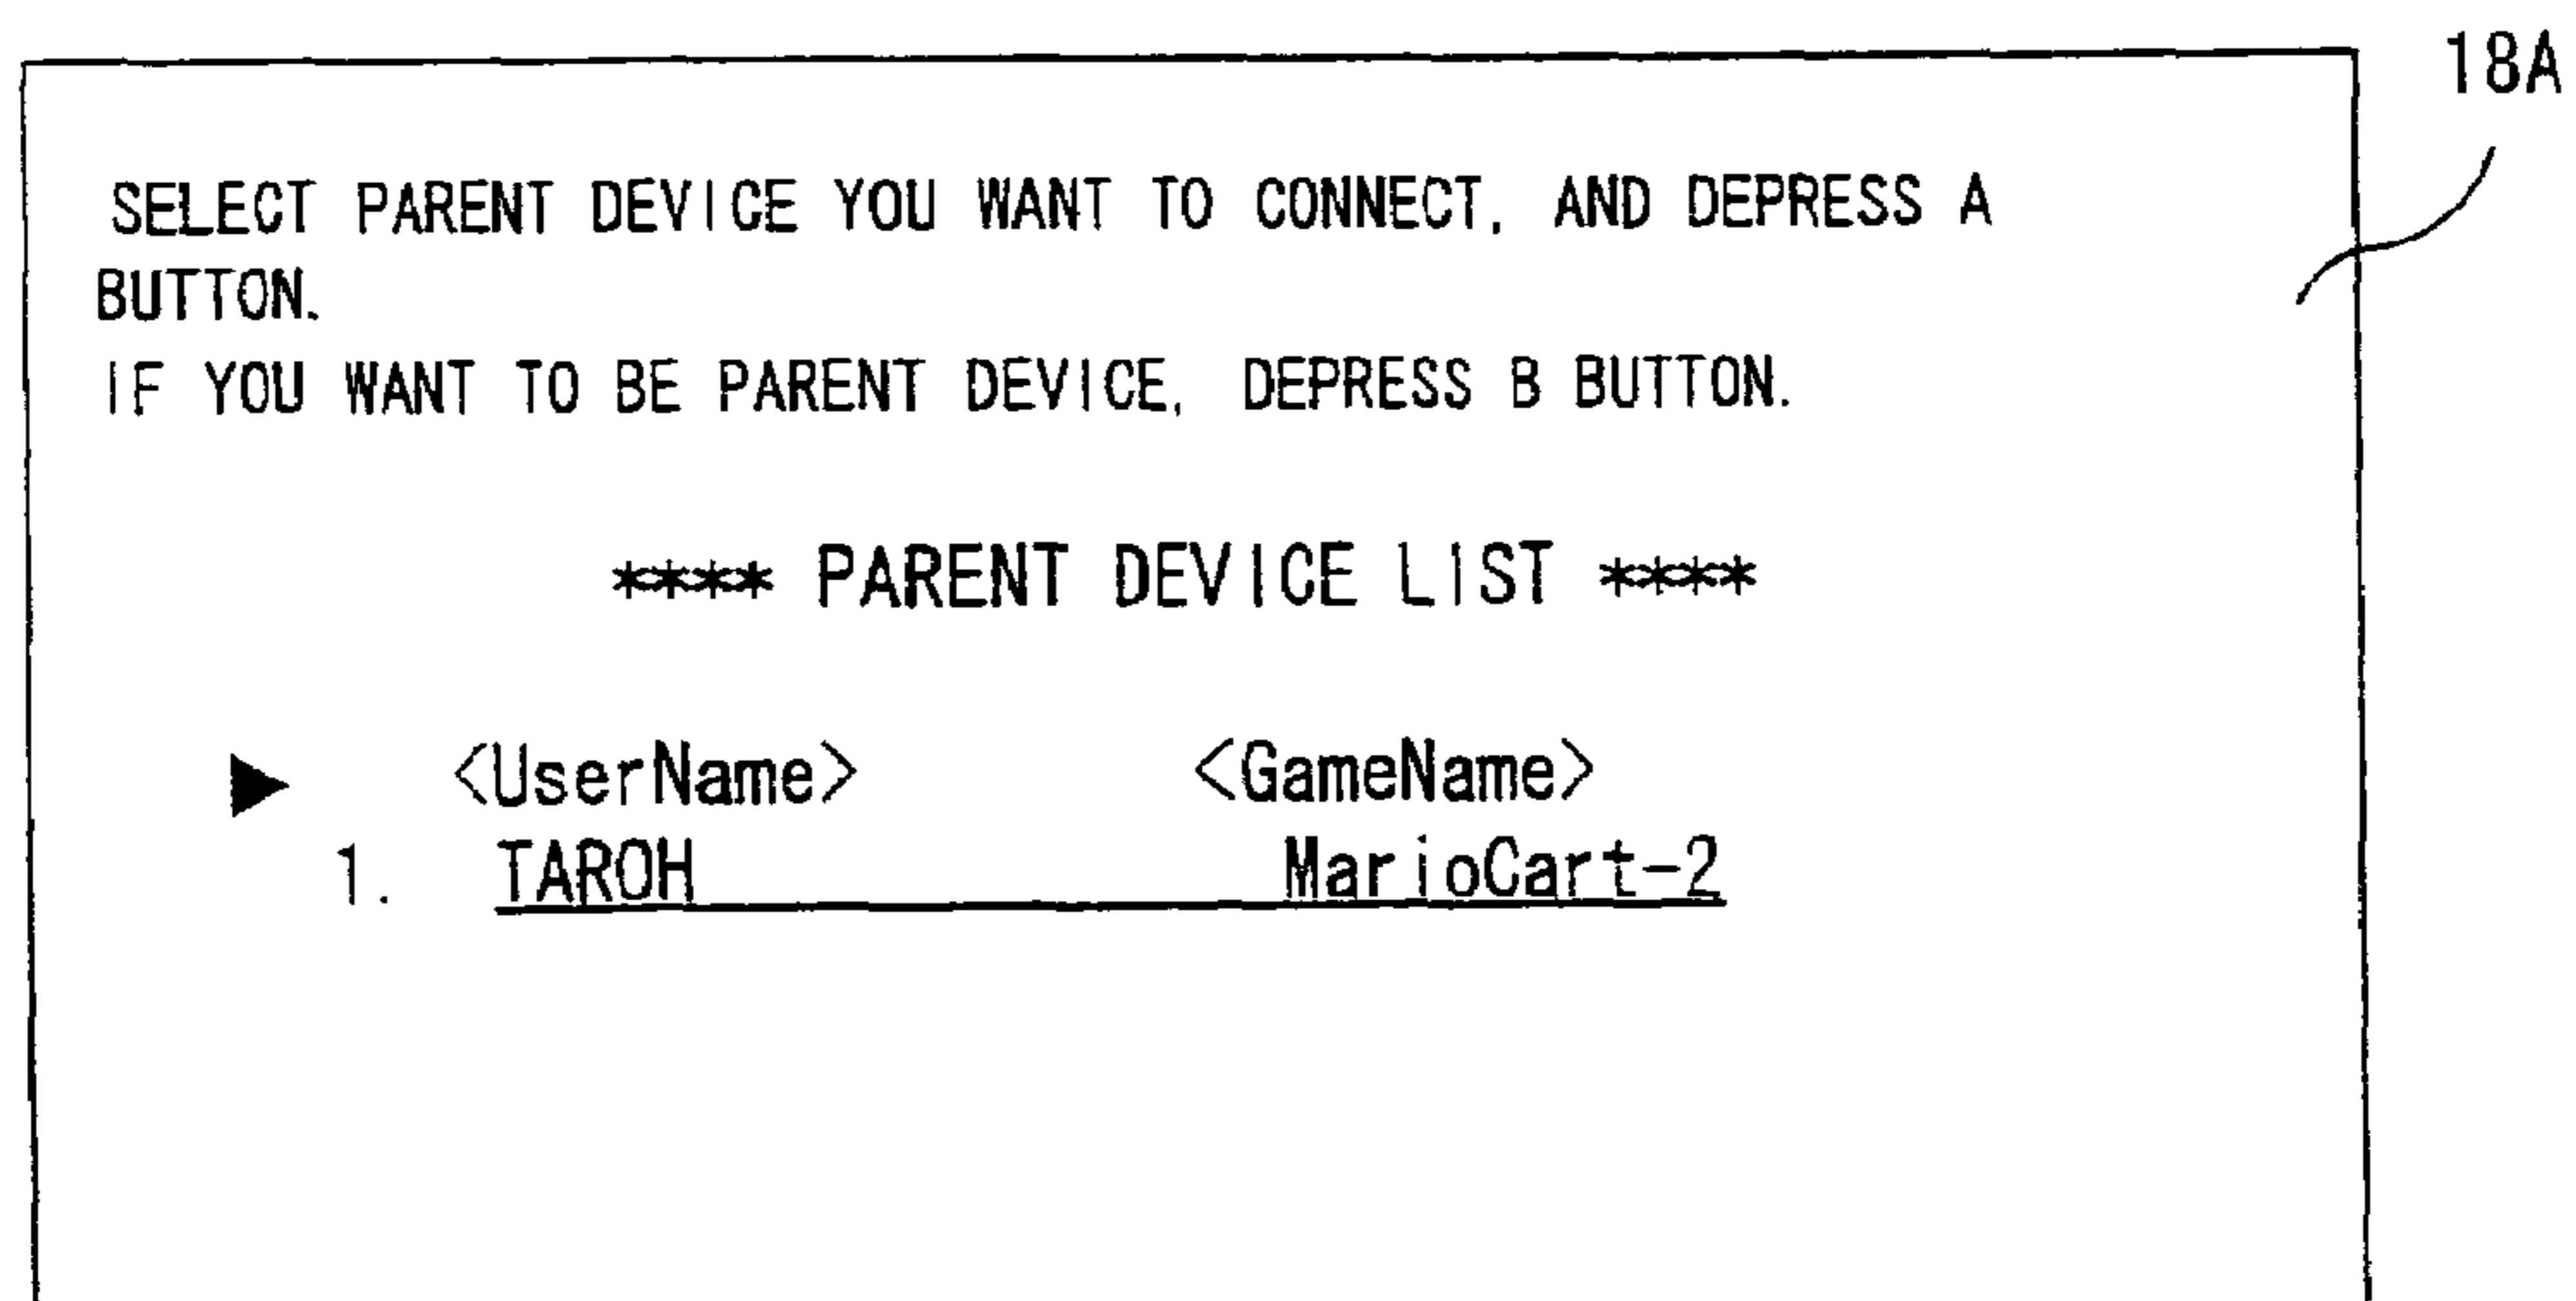 18A
SELECT PARENT DEVICE YOU WANT TO CONNECT, AND DEPRESS A
BUTTON.
IF YOU WANT TO BE PARENT DEVICE, DEPRESS B BUTTON.
**** PARENT DEVICE LIST ****
▶ <UserName> <GameName>
1. TAROH MarioCart-2